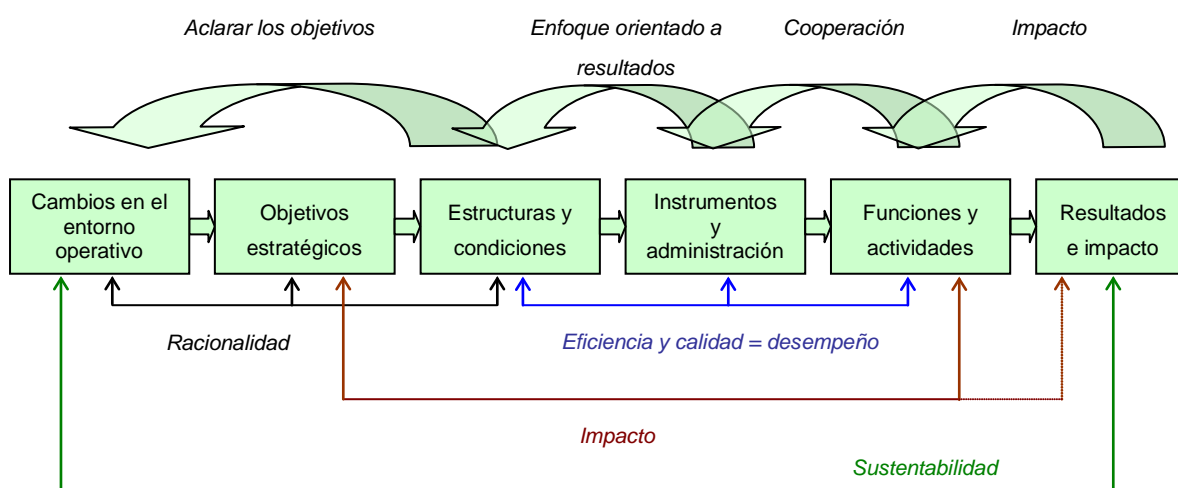 Aclarar los objetivos
Enfoque orientado a
resultados
Cooperación
Impacto
Cambios en el
entorno
operativo
Objetivos
estratégicos
Estructuras y
condiciones
Instrumentos
y
administración
Funciones y
actividades
Resultados
e impacto
Racionalidad
Eficiencia y calidad = desempeño
Impacto
Sustentabilidad